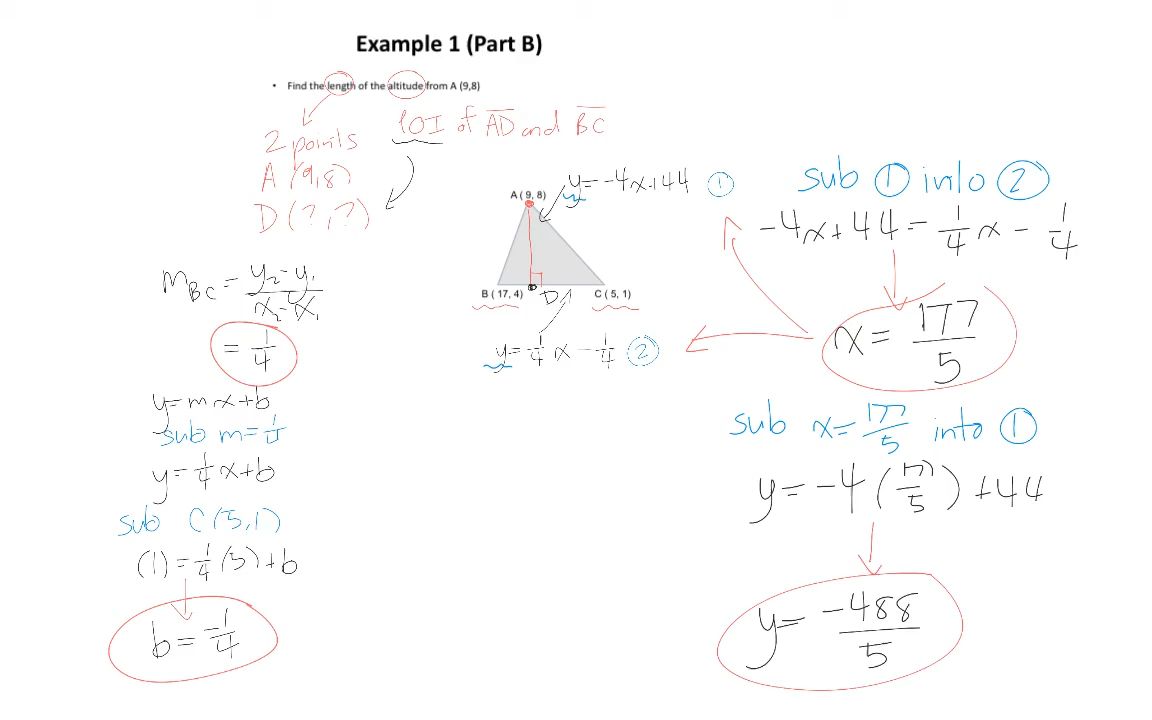 Example 1 (Part B)
• Find the length of the altitude from A (9,8)
2 points
A (9,8)
D (?,?)
POI of AD and BC
y=-4x+44 ①
A ( 9, 8)
B ( 17, 4)
D
C ( 5, 1)
y=1/4x-1/4 ②
mBC = y2-y1/x2-x1
= 1/4
y=mx+b
sub m=1/4
y=1/4x+b
sub C(5,1)
(1)=1/4(5)+b
b=-1/4
sub ① into ②
-4x+44=1/4x-1/4
x=177/5
sub x=177/5 into ①
y=-4(177/5)+44
y=-488/5